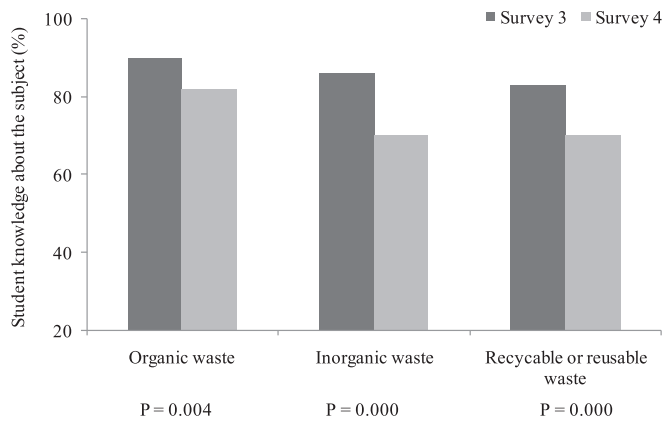 Survey 3 Survey 4
Student knowledge about the subject (%)
100
80
60
40
20
Organic waste
Inorganic waste
Recycable or reusable
waste
P = 0.004
P = 0.000
P = 0.000